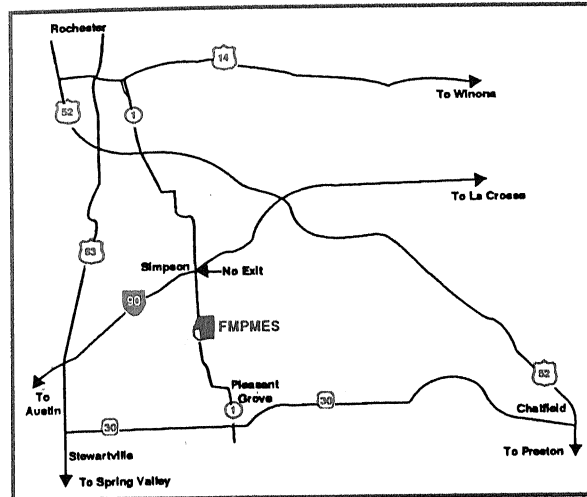 Rochester
14
To Winona
52
1
To La Crosse
63
Simpson
No Exit
90
FMPMES
To
Austin
Pleasant
Grove
52
1
30
30
Chatfield
Stewartville
To Preston
To Spring Valley